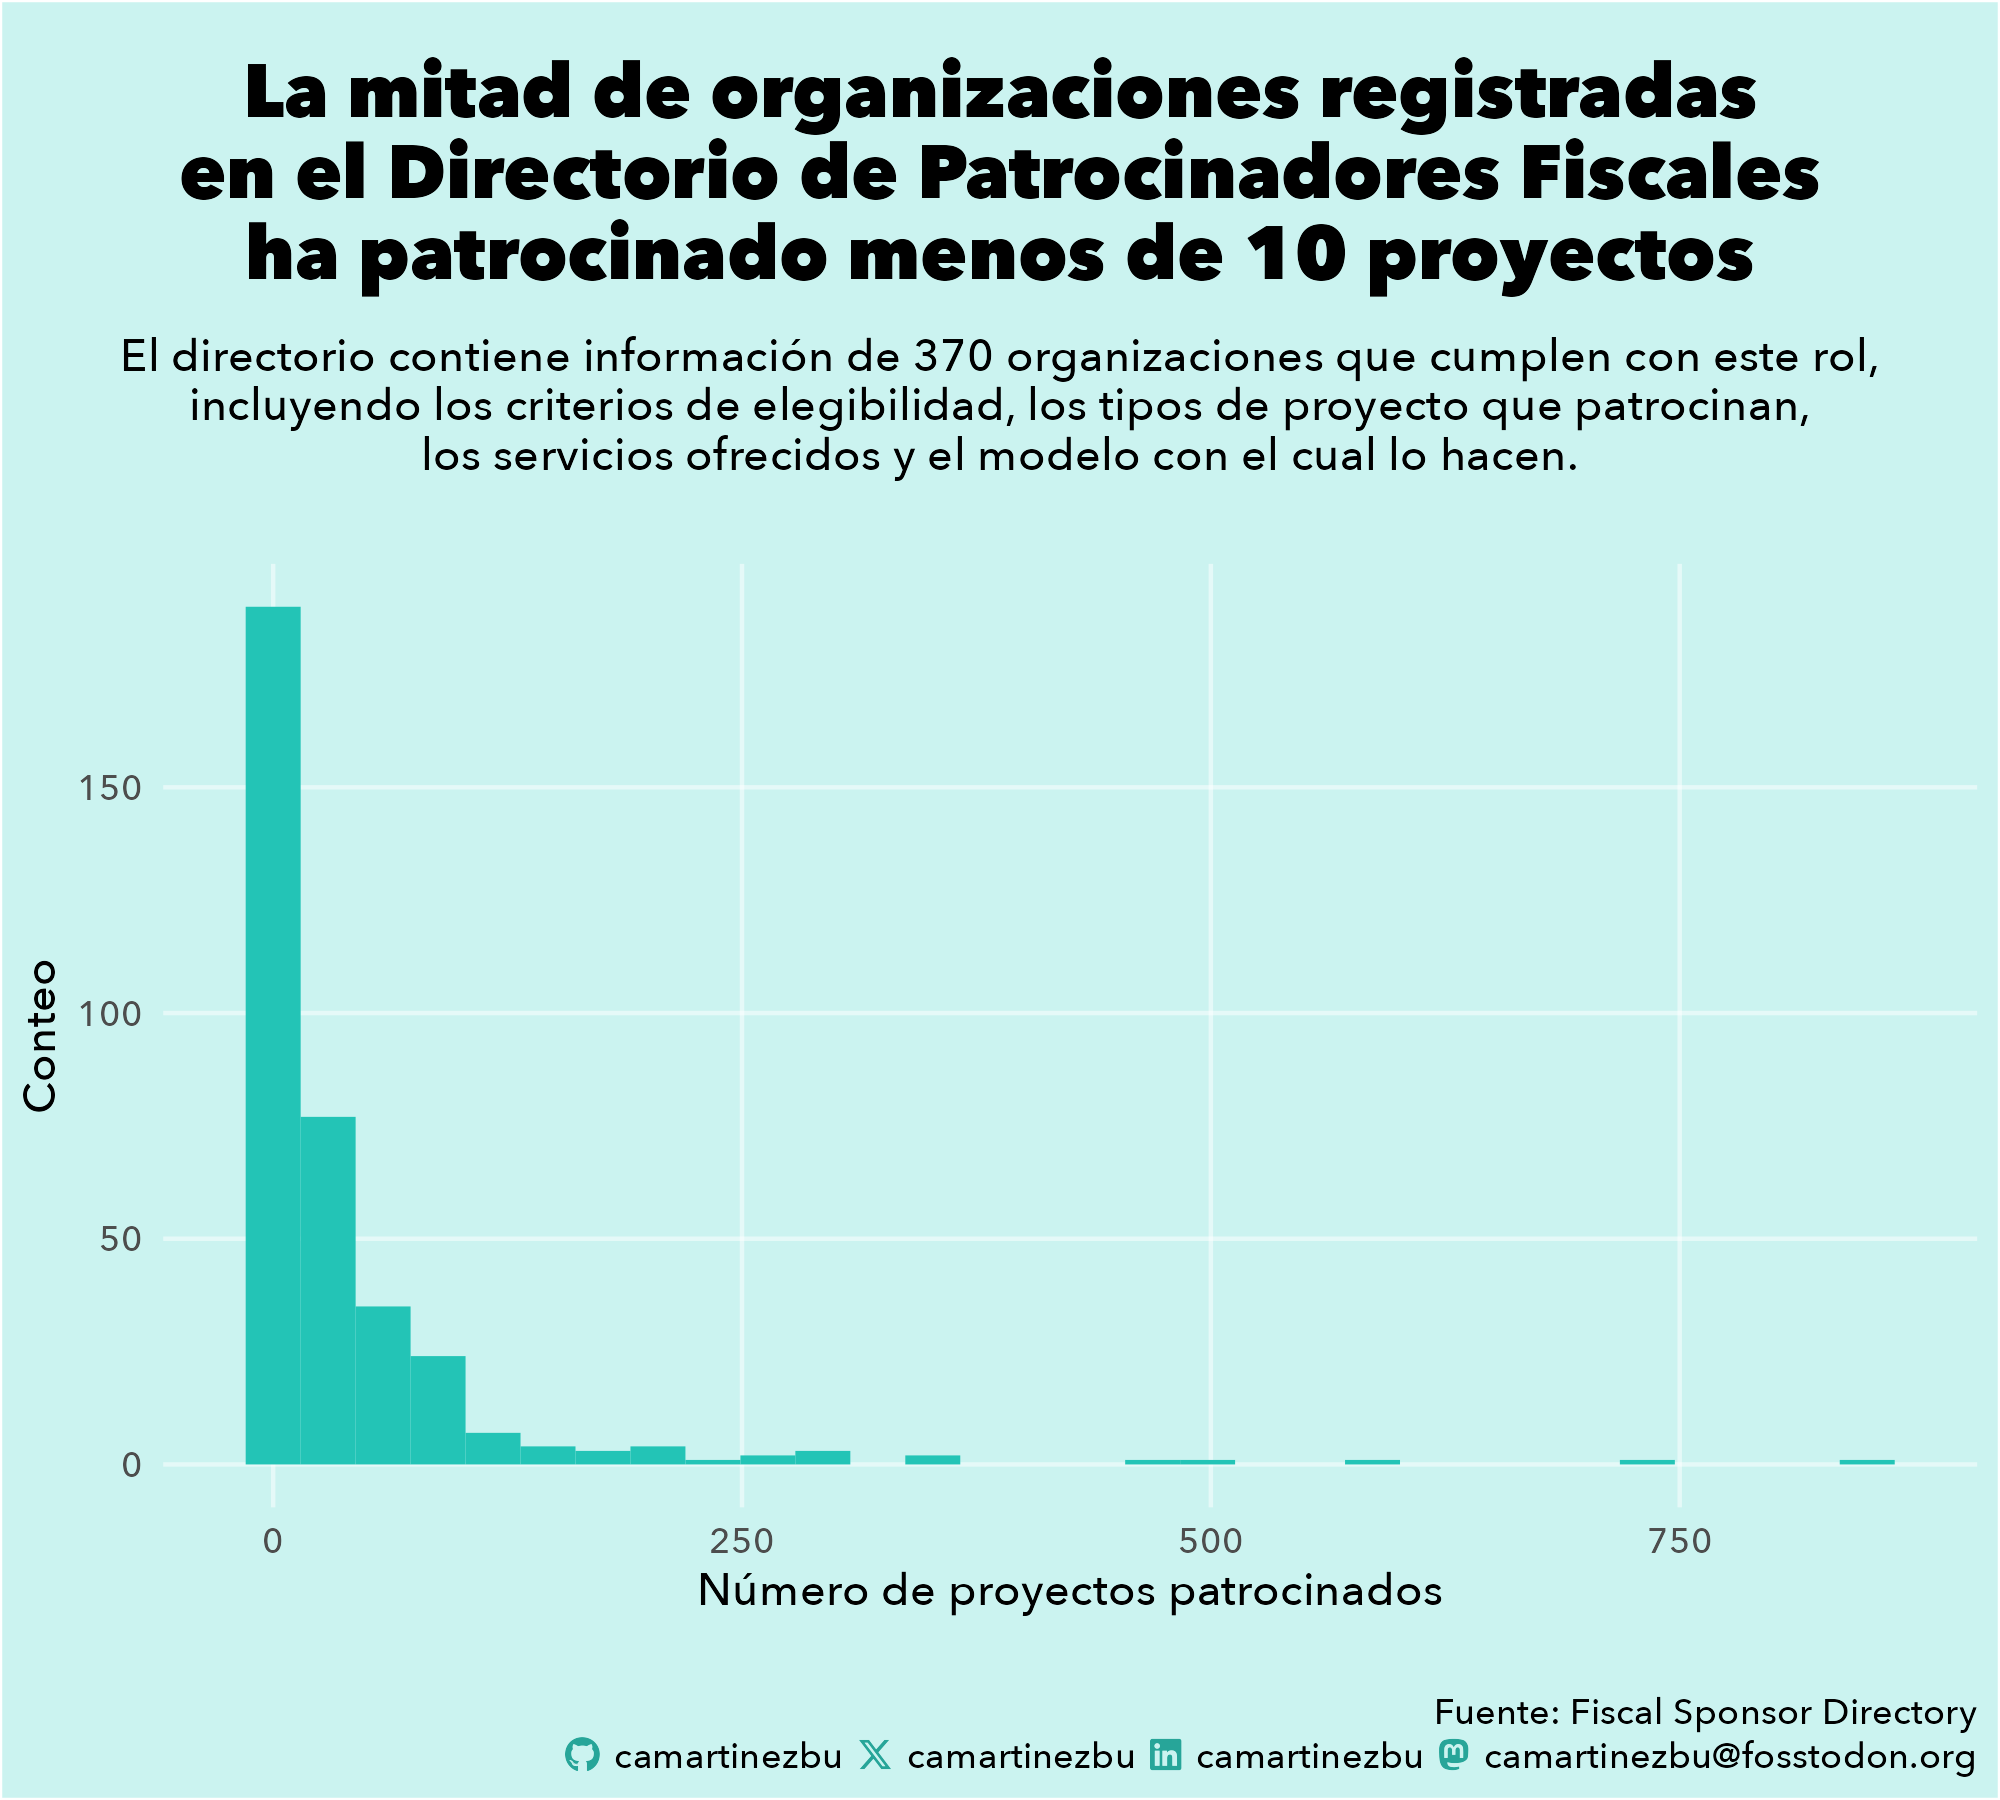 La mitad de organizaciones registradas
en el Directorio de Patrocinadores Fiscales
ha patrocinado menos de 10 proyectos
El directorio contiene información de 370 organizaciones que cumplen con este rol,
incluyendo los criterios de elegibilidad, los tipos de proyecto que patrocinan,
los servicios ofrecidos y el modelo con el cual lo hacen.
Conteo
150
100
50
0
0 250 500 750
Número de proyectos patrocinados
Fuente: Fiscal Sponsor Directory
camartinezbu camartinezbu camartinezbu camartinezbu@fosstodon.org